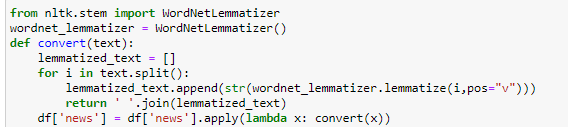 from nltk.stem import WordNetLemmatizer
wordnet_lemmatizer = WordNetLemmatizer()
def convert(text):
    lemmatized_text = []
    for i in text.split():
        lemmatized_text.append(str(wordnet_lemmatizer.lemmatize(i,pos="v")))
        return ' '.join(lemmatized_text)
    df['news'] = df['news'].apply(lambda x: convert(x))